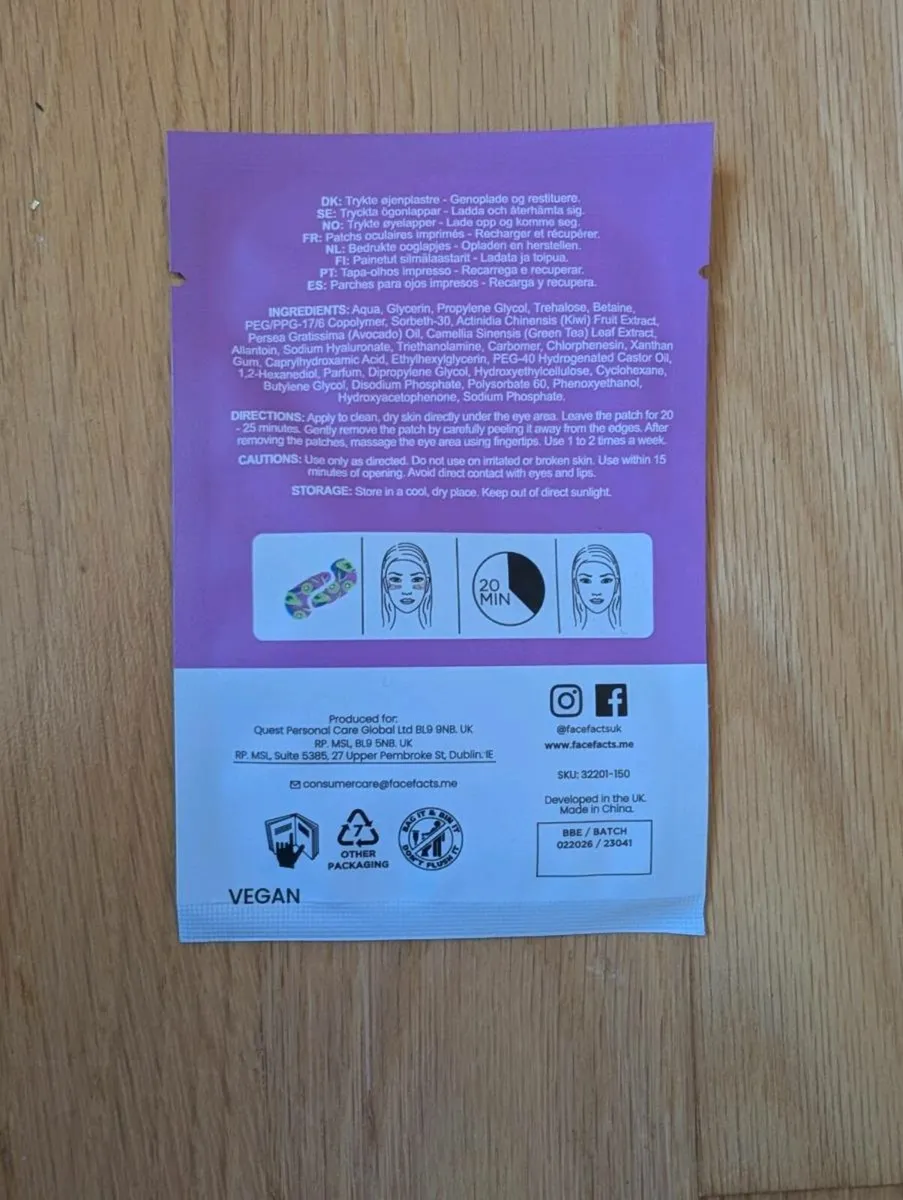 DK: Trykte øjenplastre - Genoplade og restituere.
SE: Tryckta ögonlappar - Ladda och återhämta sig.
NO: Trykte øyelapper - Lade opp og komme seg.
FR: Patchs oculaires imprimés - Recharger et récupérer.
NL: Bedrukte ooglapjes - Opladen en herstellen.
FI: Painetut silmälaastarit - Ladata ja toipua.
PT: Tapa-olhos impresso - Recarrega e recuperar.
ES: Parches para ojos impresos - Recarga y recupera.
INGREDIENTS: Aqua, Glycerin, Propylene Glycol, Trehalose, Betaine,
PEG/PPG-17/6 Copolymer, Sorbeth-30, Actinidia Chinensis (Kiwi) Fruit Extract,
Persea Gratissima (Avocado) Oil, Camellia Sinensis (Green Tea) Leaf Extract,
Allantoin, Sodium Hyaluronate, Triethanolamine, Carbomer, Chlorphenesin, Xanthan
Gum, Caprylhydroxamic Acid, Ethylhexylglycerin, PEG-40 Hydrogenated Castor Oil,
1,2-Hexanediol, Parfum, Dipropylene Glycol, Hydroxyethylcellulose, Cyclohexane,
Butylene Glycol, Disodium Phosphate, Polysorbate 60, Phenoxyethanol,
Hydroxyacetophenone, Sodium Phosphate.
DIRECTIONS: Apply to clean, dry skin directly under the eye area. Leave the patch for 20
- 25 minutes. Gently remove the patch by carefully peeling it away from the edges. After
removing the patches, massage the eye area using fingertips. Use 1 to 2 times a week.
CAUTIONS: Use only as directed. Do not use on irritated or broken skin. Use within 15
minutes of opening. Avoid direct contact with eyes and lips.
STORAGE: Store in a cool, dry place. Keep out of direct sunlight.
20
MIN
Produced for:
Quest Personal Care Global Ltd BL9 9NB. UK
RP. MSL, BL9 5NB. UK
RP. MSL, Suite 5385, 27 Upper Pembroke St, Dublin. IE
consumercare@facefacts.me
7
OTHER
PACKAGING
BAG IT & BIN IT
DON'T FLUSH IT
VEGAN
@facefactsuk
www.facefacts.me
SKU: 32201-150
Developed in the UK.
Made in China.
BBE / BATCH
022026 / 23041